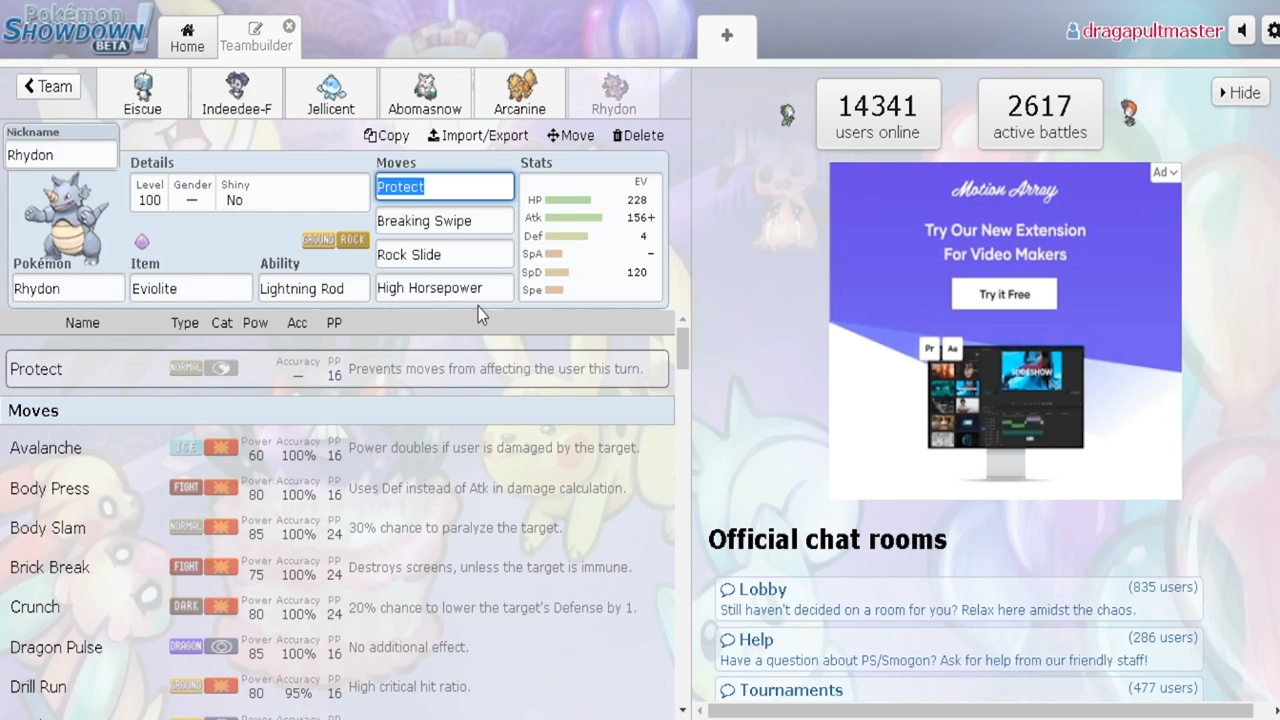 Pokémon
SHOWDOWN!
BETA
Home
Teambuilder
dragapultmaster
Team
Eiscue
Indeedee-F
Jellicent
Abomasnow
Arcanine
Rhydon
Copy
Import/Export
Move
Delete
Nickname
Rhydon
Details
Level
100
Gender
—
Shiny
No
GROUND
ROCK
Pokémon
Rhydon
Item
Eviolite
Ability
Lightning Rod
Moves
Protect
Breaking Swipe
Rock Slide
High Horsepower
Stats
EV
HP 228
Atk 156+
Def 4
SpA –
SpD 120
Spe
Name Type Cat Pow Acc PP
Protect NORMAL Accuracy — PP 16 Prevents moves from affecting the user this turn.
Moves
Avalanche ICE Power 60 Accuracy 100% PP 16 Power doubles if user is damaged by the target.
Body Press FIGHT Power 80 Accuracy 100% PP 16 Uses Def instead of Atk in damage calculation.
Body Slam NORMAL Power 85 Accuracy 100% PP 24 30% chance to paralyze the target.
Brick Break FIGHT Power 75 Accuracy 100% PP 24 Destroys screens, unless the target is immune.
Crunch DARK Power 80 Accuracy 100% PP 24 20% chance to lower the target's Defense by 1.
Dragon Pulse DRAGON Power 85 Accuracy 100% PP 16 No additional effect.
Drill Run GROUND Power 80 Accuracy 95% PP 16 High critical hit ratio.
Power Accuracy PP
14341
users online
2617
active battles
Hide
Ad
Motion Array
Try Our New Extension
For Video Makers
Try it Free
Pr
Ae
SLIDESHOW
Official chat rooms
Lobby (835 users)
Still haven't decided on a room for you? Relax here amidst the chaos.
Help (286 users)
Have a question about PS/Smogon? Ask for help from our friendly staff!
Tournaments (477 users)